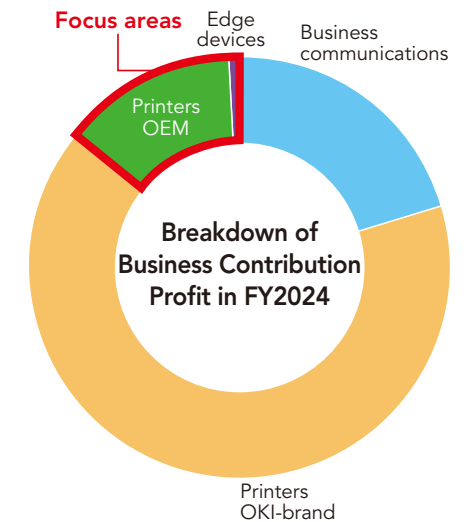 Focus areas
Edge
devices
Business
communications
Printers
OEM
Breakdown of
Business Contribution
Profit in FY2024
Printers
OKI-brand